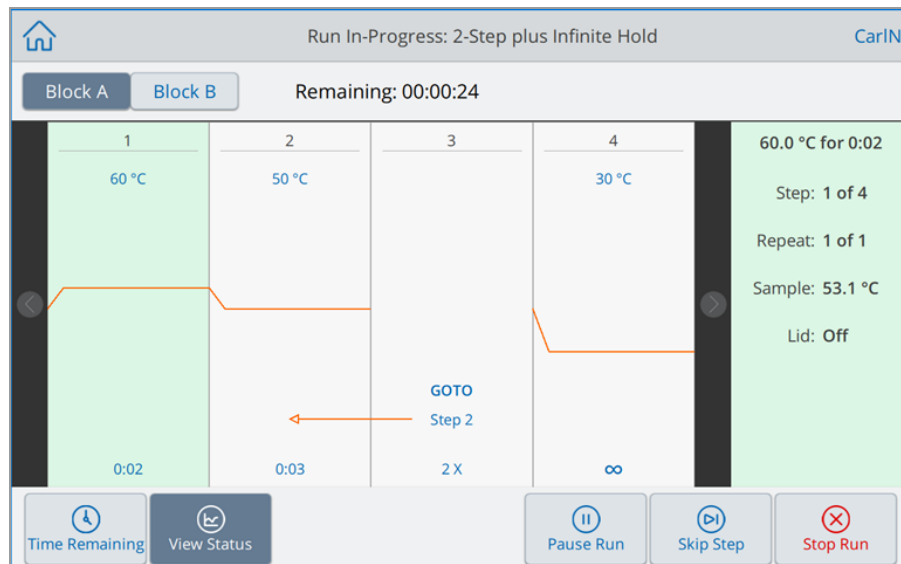 Run In-Progress: 2-Step plus Infinite Hold
CarlN
Block A
Block B
Remaining: 00:00:24
1
2
3
4
60 °C
50 °C
30 °C
GOTO
Step 2
0:02
0:03
2 X
∞
60.0 °C for 0:02
Step: 1 of 4
Repeat: 1 of 1
Sample: 53.1 °C
Lid: Off
Time Remaining
View Status
Pause Run
Skip Step
Stop Run